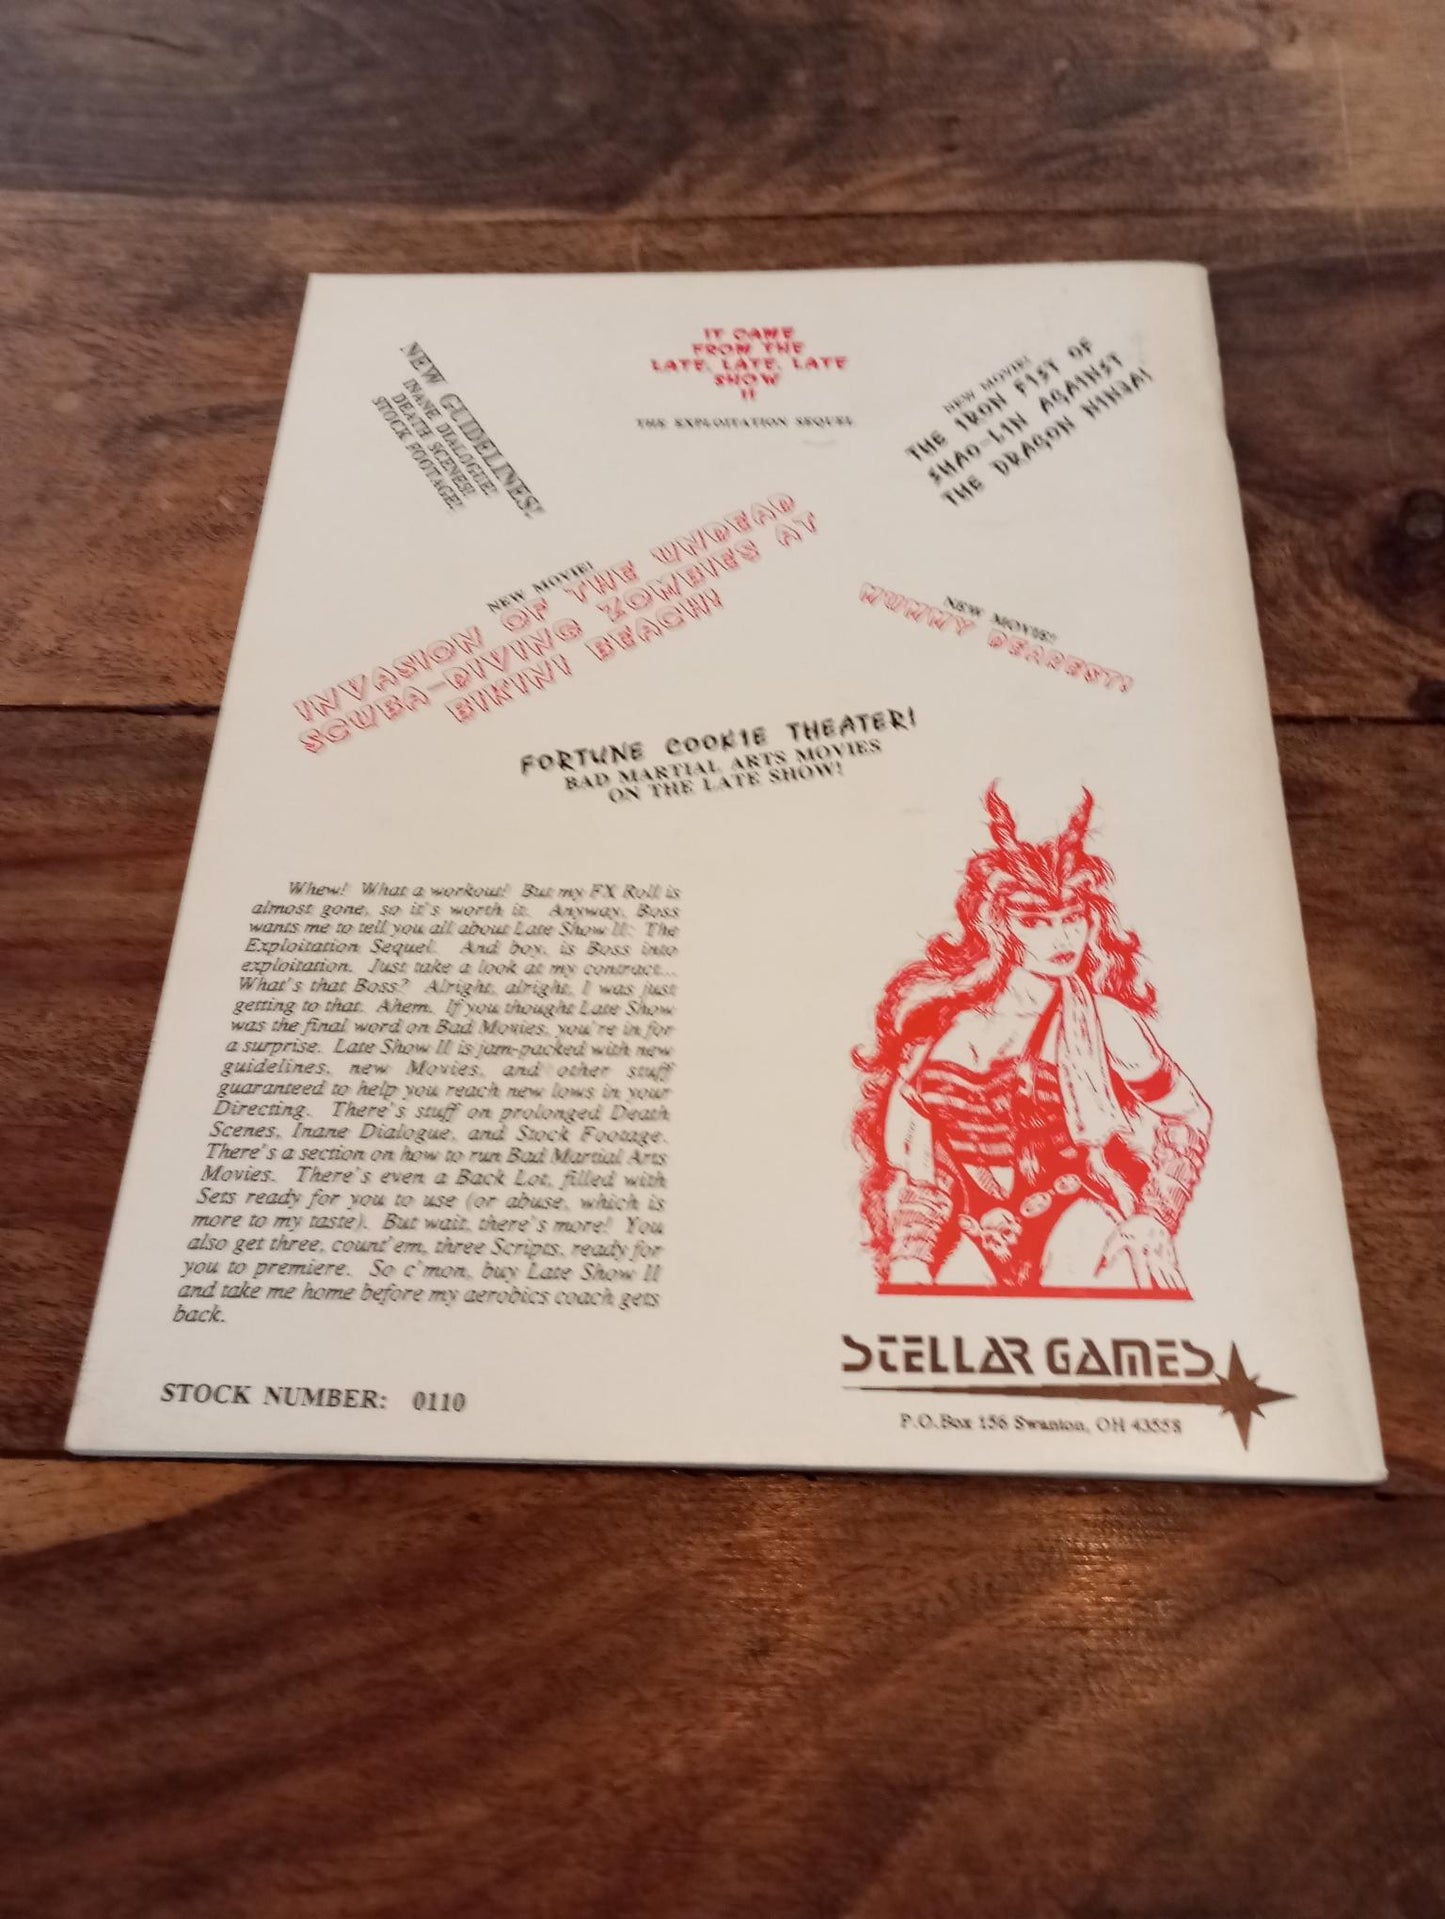 IT CAME
FROM THE
LATE, LATE, LATE
SHOW
II
THE EXPLOITATION SEQUEL
NEW GUIDELINES!
INANE DIALOGUE!
DEATH SCENES!
STOCK FOOTAGE!
NEW MOVIE!
THE IRON FIST OF
SHAO-LIN AGAINST
THE DRAGON NINJA!
NEW MOVIE!
INVASION OF THE UNDEAD
SCUBA-DIVING ZOMBIES AT
BIKINI BEACH!
NEW MOVIE!
MUMMY DEAREST!
FORTUNE COOKIE THEATER!
BAD MARTIAL ARTS MOVIES
ON THE LATE SHOW!
Whew! What a workout! But my FX Roll is
almost gone, so it's worth it. Anyway, Boss
wants me to tell you all about Late Show II: The
Exploitation Sequel. And boy, is Boss into
exploitation. Just take a look at my contract...
What's that Boss? Alright, alright, I was just
getting to that. Ahem. If you thought Late Show
was the final word on Bad Movies, you're in for
a surprise. Late Show II is jam-packed with new
guidelines, new Movies, and other stuff
guaranteed to help you reach new lows in your
Directing. There's stuff on prolonged Death
Scenes, Inane Dialogue, and Stock Footage.
There's a section on how to run Bad Martial Arts
Movies. There's even a Back Lot, filled with
Sets ready for you to use (or abuse, which is
more to my taste). But wait, there's more! You
also get three, count'em, three Scripts, ready for
you to premiere. So c'mon, buy Late Show II
and take me home before my aerobics coach gets
back.
STOCK NUMBER: 0110
STELLAR GAMES
P.O.Box 156 Swanton, OH 43558